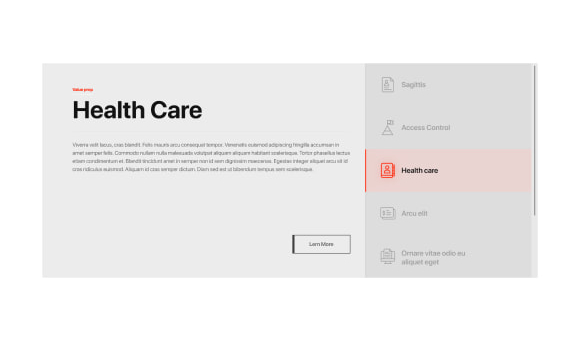 Value prop
Health Care
Viverra velit lacus, cras blandit. Felis mauris arcu consequat tempor. Venenatis euismod adipiscing fringilla accumsan in
amet semper felis. Commodo nullam nulla malesuada volutpat aliquam aliquam habitant scelerisque. Tortor phasellus lectus
etiam condimentum et. Blandit tincidunt amet in semper non id sem dignissim maecenas. Egestas integer aliquet arcu sit id
cras ridiculus euismod. Aliquam id cras semper dictum. Diam sed est ut bibendum tempus sem scelerisque.
Lern More
Sagittis
Access Control
Health care
Arcu elit
Ornare vitae odio eu
aliquet eget